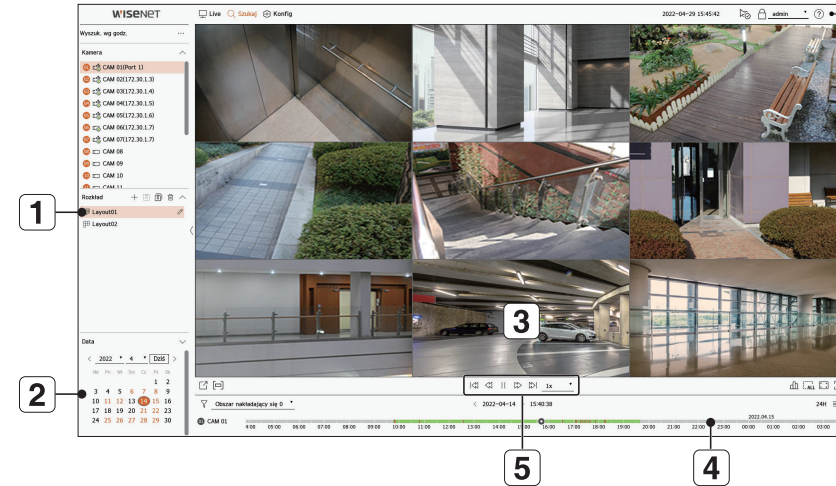 WISENET
Live Szukaj Konfig
2022-04-29 15:45:42 admin ?
Wyszuk. wg godz. ...
Kamera
CAM 01(Port 1)
CAM 02(172.30.1.3)
CAM 03(172.30.1.4)
CAM 04(172.30.1.5)
CAM 05(172.30.1.6)
CAM 06(172.30.1.7)
CAM 07(172.30.1.7)
CAM 08
CAM 09
CAM 10
CAM 11
Rozkład
1
Layout01
Layout02
3
Data
< 2022 4 Dziś >
Nd Pn Wt Śro Cz Pt So
1 2
3 4 5 6 7 8 9
10 11 12 13 14 15 16
17 18 19 20 21 22 23
24 25 26 27 28 29 30
2
1x
ALL
Obszar nakładający się 0
< 2022-04-14 15:40:38
24H
2022.04.15
CAM 01
4:00 05:00 06:00 07:00 08:00 09:00 10:00 11:00 12:00 13:00 14:00 15:00 16:00 17:00 18:00 19:00 20:00 21:00 22:00 23:00 00:00 01:00 02:00 03:00
5
4